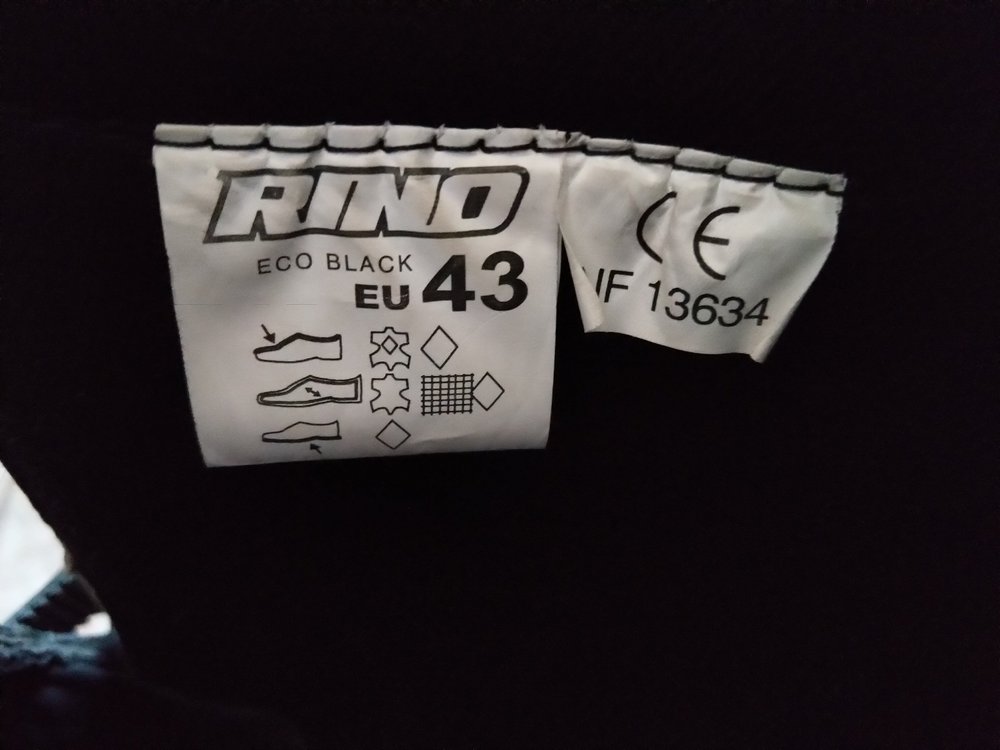 RINO
ECO BLACK
EU 43
CE
13634